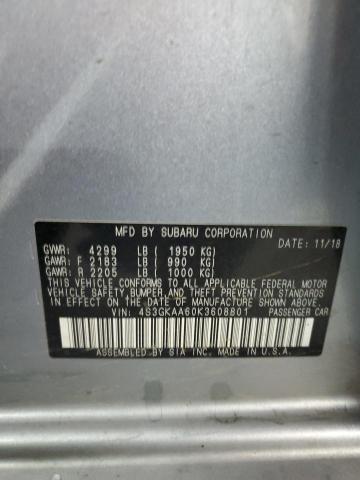 MFD BY SUBARU CORPORATION
DATE: 11/18
GVWR: 4299 LB (1950 KG)
GAWR: F 2183 LB (990 KG)
GAWR: R 2205 LB (1000 KG)
THIS VEHICLE CONFORMS TO ALL APPLICABLE FEDERAL MOTOR
VEHICLE SAFETY, BUMPER, AND THEFT PREVENTION STANDARDS
IN EFFECT ON THE DATE OF MANUFACTURE SHOWN ABOVE.
VIN: 4S3GKAA60K3608801 PASSENGER CAR
ASSEMBLED BY SIA INC. MADE IN U.S.A.